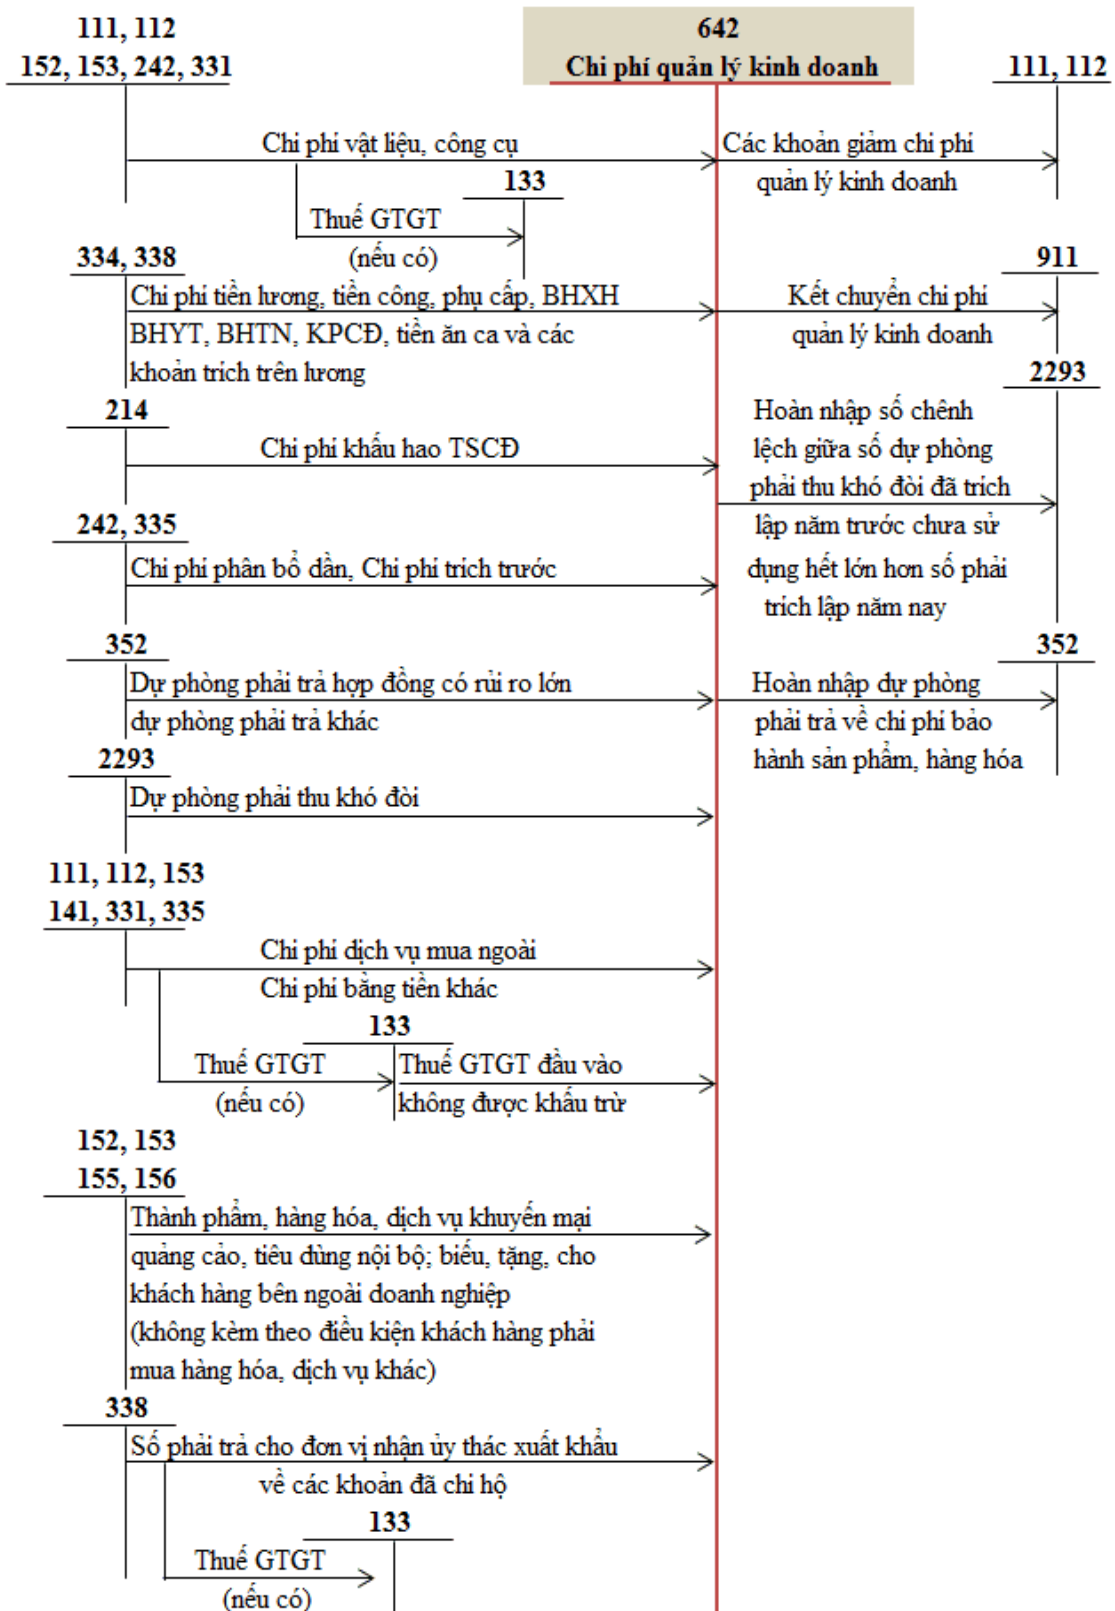 111, 112
152, 153, 242, 331
642
Chi phí quản lý kinh doanh
111, 112
Chi phí vật liệu, công cụ
Các khoản giảm chi phí
quản lý kinh doanh
133
Thuế GTGT
(nếu có)
334, 338
911
Chi phí tiền lương, tiền công, phụ cấp, BHXH
BHYT, BHTN, KPCĐ, tiền ăn ca và các
khoản trích trên lương
Kết chuyển chi phí
quản lý kinh doanh
2293
214
Chi phí khấu hao TSCĐ
Hoàn nhập số chênh
lệch giữa số dự phòng
phải thu khó đòi đã trích
lập năm trước chưa sử
dụng hết lớn hơn số phải
trích lập năm nay
242, 335
Chi phí phân bổ dần, Chi phí trích trước
352
Dự phòng phải trả hợp đồng có rủi ro lớn
dự phòng phải trả khác
352
Hoàn nhập dự phòng
phải trả về chi phí bảo
hành sản phẩm, hàng hóa
2293
Dự phòng phải thu khó đòi
111, 112, 153
141, 331, 335
Chi phí dịch vụ mua ngoài
Chi phí bằng tiền khác
133
Thuế GTGT
(nếu có)
Thuế GTGT đầu vào
không được khấu trừ
152, 153
155, 156
Thành phẩm, hàng hóa, dịch vụ khuyến mại
quảng cảo, tiêu dùng nội bộ; biếu, tặng, cho
khách hàng bên ngoài doanh nghiệp
(không kèm theo điều kiện khách hàng phải
mua hàng hóa, dịch vụ khác)
338
Số phải trả cho đơn vị nhận ủy thác xuất khẩu
về các khoản đã chi hộ
133
Thuế GTGT
(nếu có)